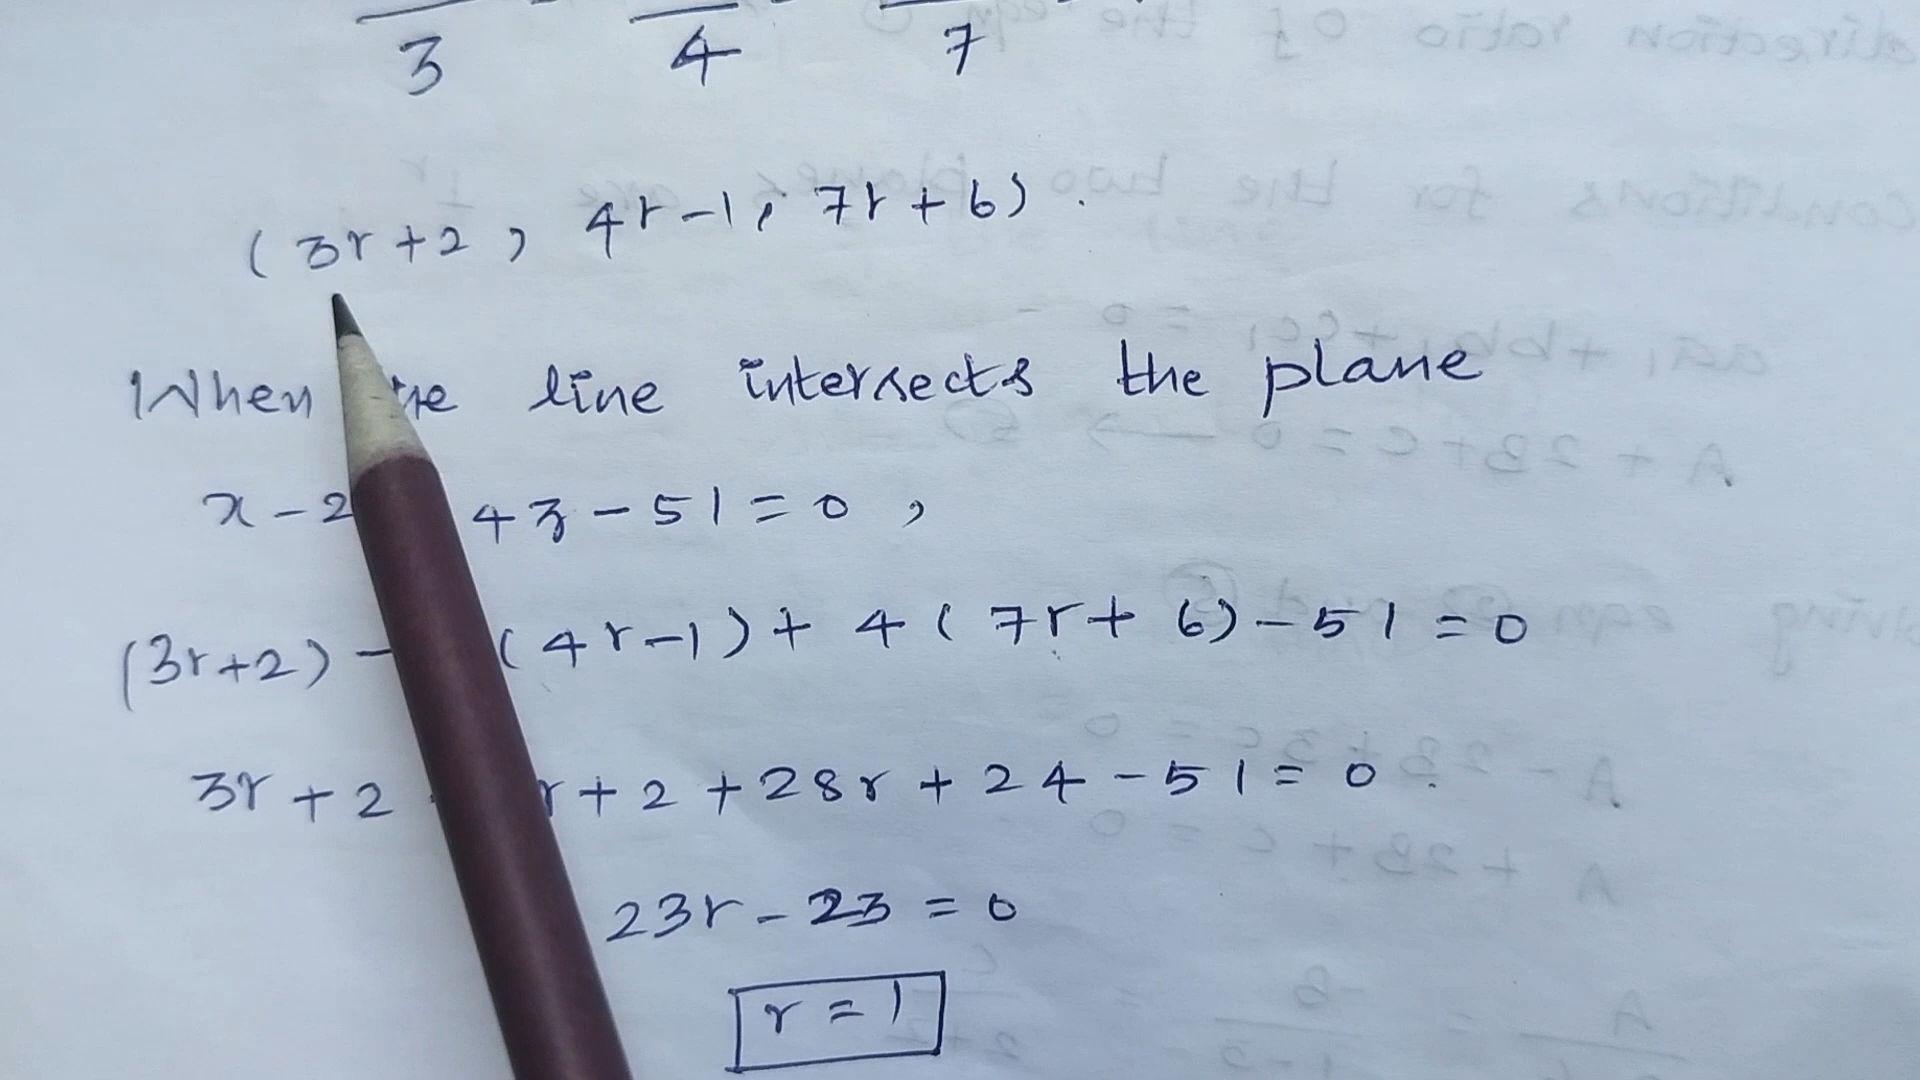 3 4 7
(3r+2, 4r-1, 7r+6).
When line intersects the plane
x-2 4z-51=0,
(3r+2)- (4r-1)+4(7r+6)-51=0
3r+2 r+2+28r+24-51=0.
23r-23=0
r=1